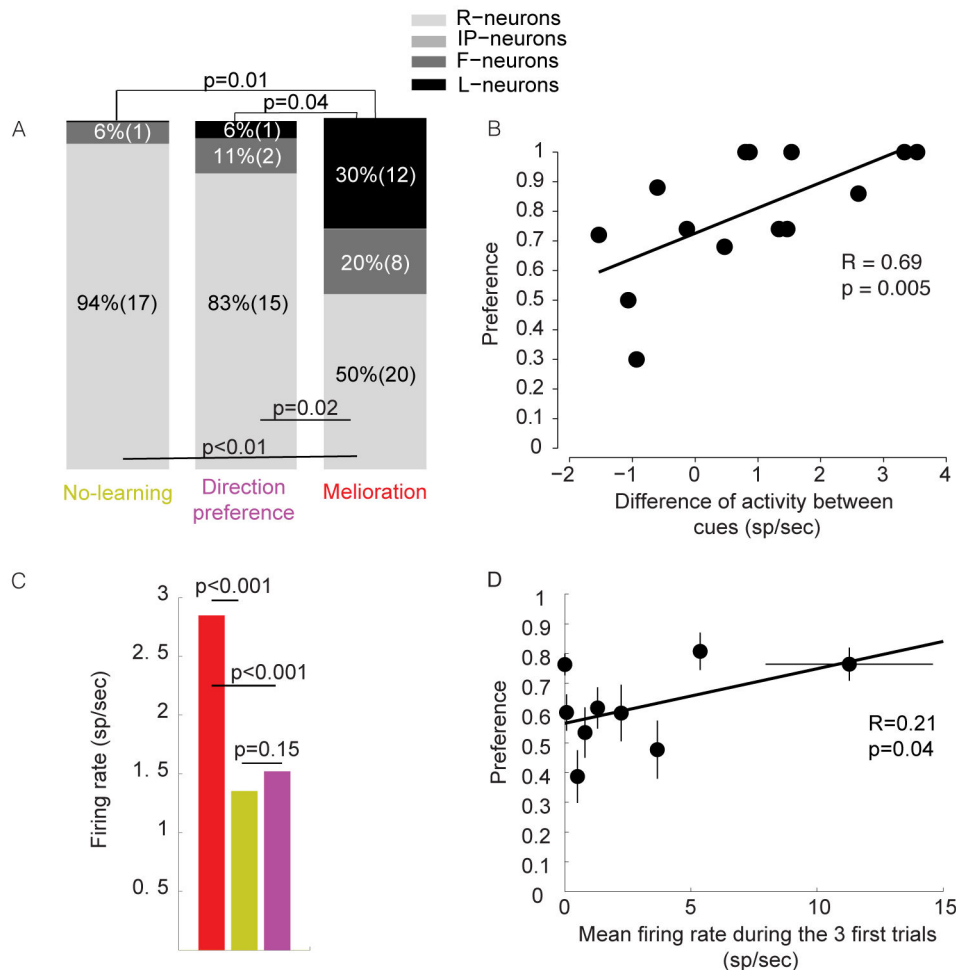 R−neurons
IP−neurons
F−neurons
L−neurons
A
p=0.01
p=0.04
6%(1)
6%(1)
11%(2)
30%(12)
20%(8)
94%(17)
83%(15)
50%(20)
p=0.02
p<0.01
No-learning
Direction
preference
Melioration
B
1
0.9
0.8
0.7
0.6
0.5
0.4
0.3
0.2
0.1
0
Preference
R = 0.69
p = 0.005
−2 −1 0 1 2 3 4
Difference of activity between
cues (sp/sec)
C
3
2. 5
2
1. 5
1
0. 5
Firing rate (sp/sec)
p<0.001
p<0.001
p=0.15
D
1
0.9
0.8
0.7
0.6
0.5
0.4
0.3
0.2
0.1
0
Preference
R=0.21
p=0.04
0 5 10 15
Mean firing rate during the 3 first trials
(sp/sec)